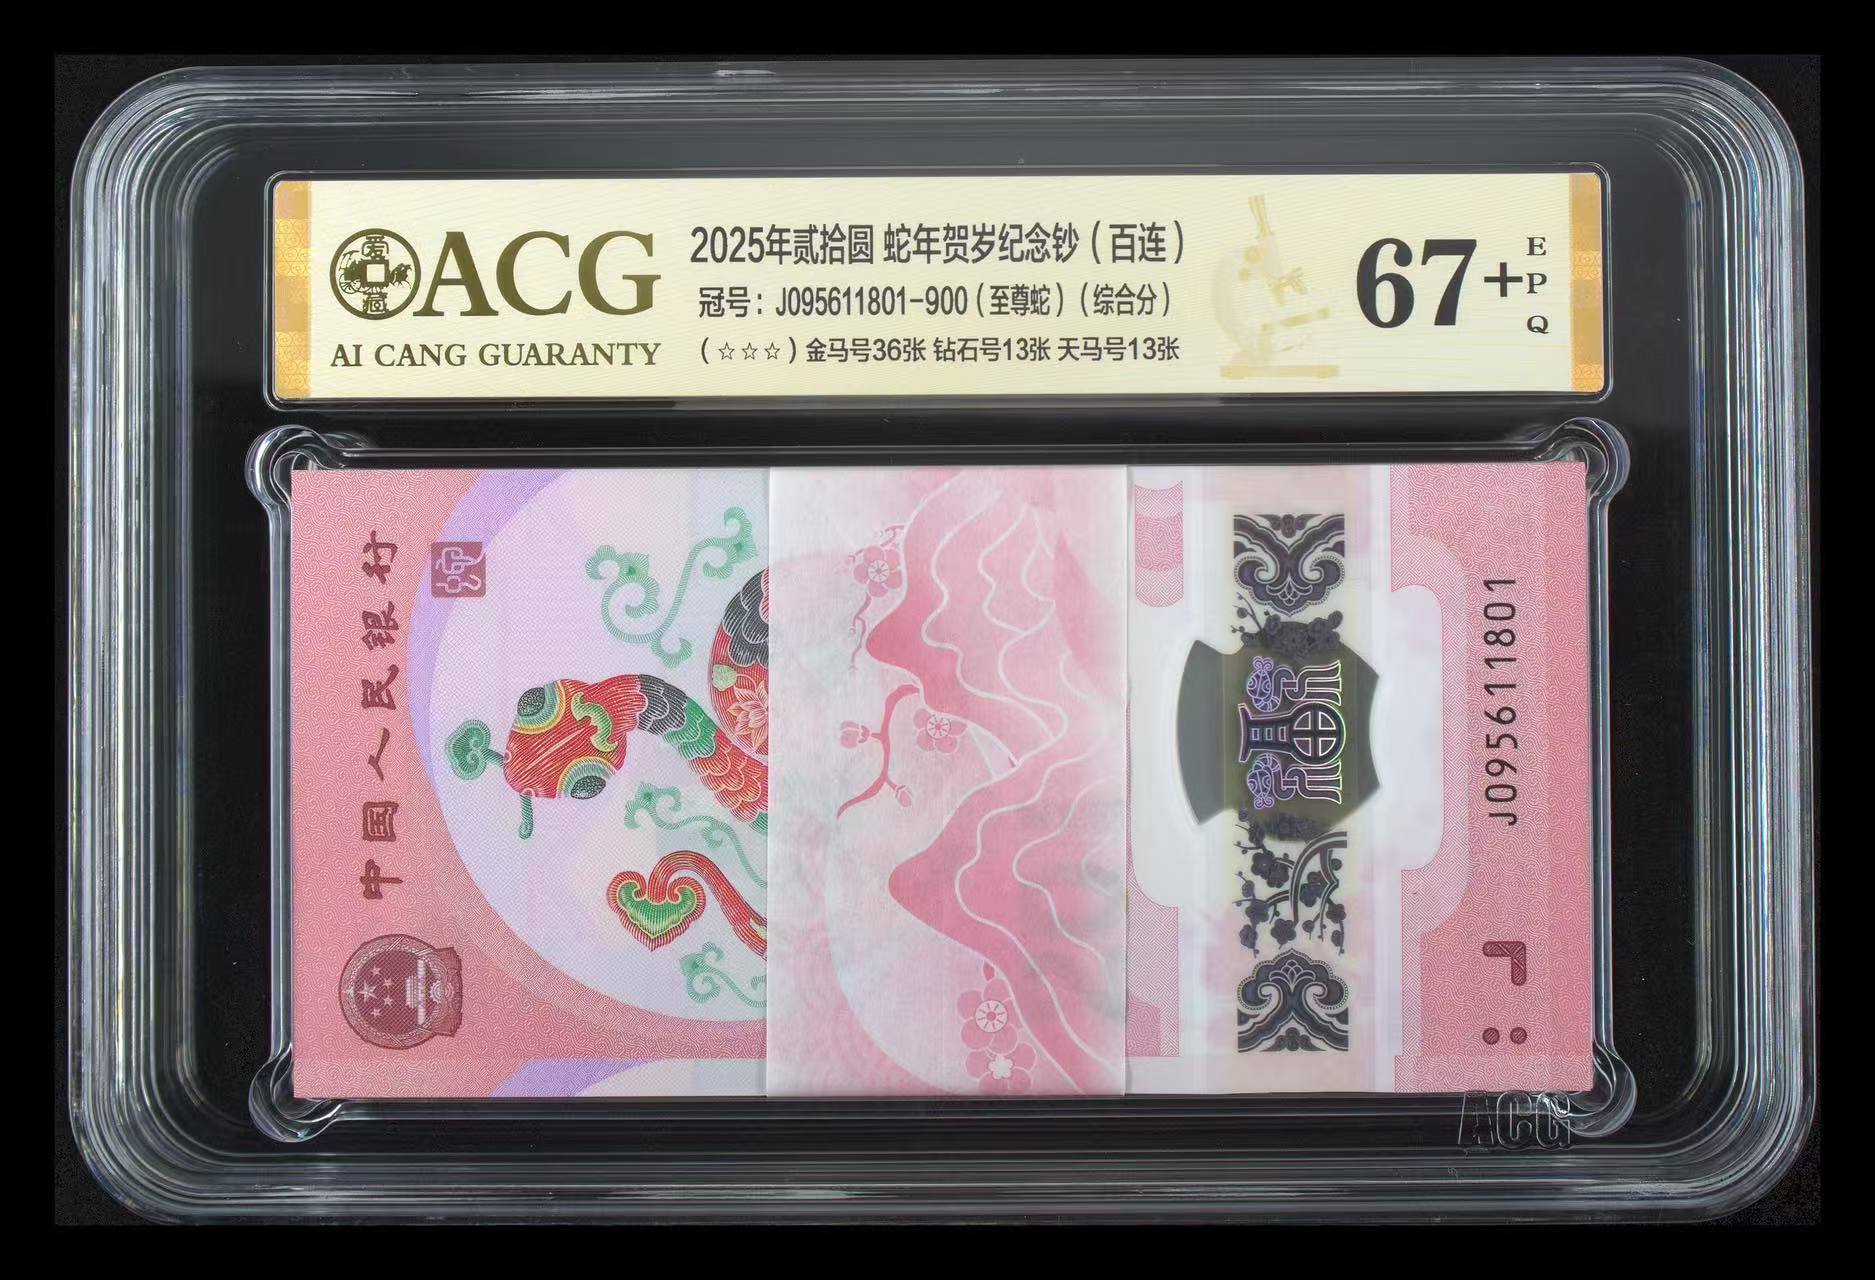 爱藏
ACG
AI CANG GUARANTY
2025年贰拾圆 蛇年贺岁纪念钞（百连）
冠号：J095611801-900（至尊蛇）（综合分）
（☆☆☆）金马号36张 钻石号13张 天马号13张
67+
EPQ
中国人民银行
J095611801
ACG